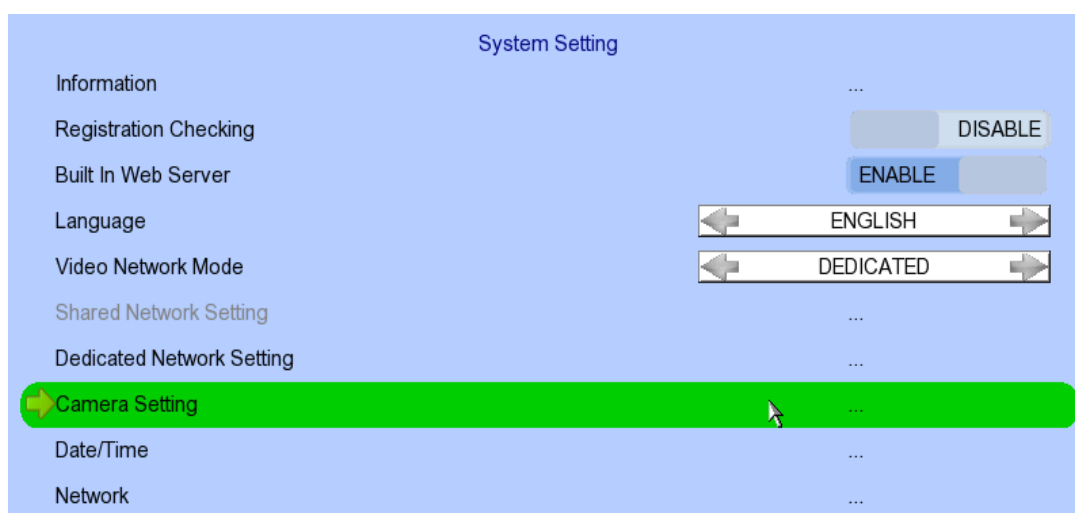 System Setting
Information ...
Registration Checking DISABLE
Built In Web Server ENABLE
Language ENGLISH
Video Network Mode DEDICATED
Shared Network Setting ...
Dedicated Network Setting ...
Camera Setting ...
Date/Time ...
Network ...